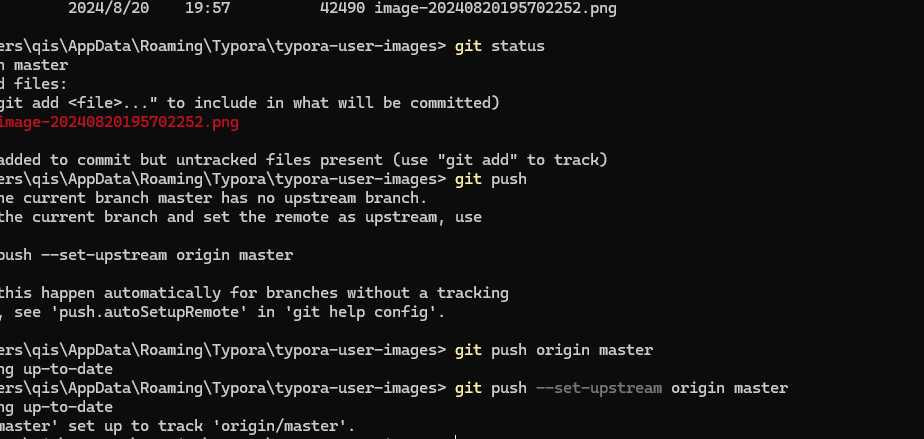 2024/8/20 19:57 42490 image-20240820195702252.png
ers\qis\AppData\Roaming\Typora\typora-user-images> git status
n master
d files:
git add <file>..." to include in what will be committed)
image-20240820195702252.png
added to commit but untracked files present (use "git add" to track)
ers\qis\AppData\Roaming\Typora\typora-user-images> git push
he current branch master has no upstream branch.
the current branch and set the remote as upstream, use
push --set-upstream origin master
this happen automatically for branches without a tracking
, see 'push.autoSetupRemote' in 'git help config'.
ers\qis\AppData\Roaming\Typora\typora-user-images> git push origin master
ng up-to-date
ers\qis\AppData\Roaming\Typora\typora-user-images> git push --set-upstream origin master
ng up-to-date
master' set up to track 'origin/master'.